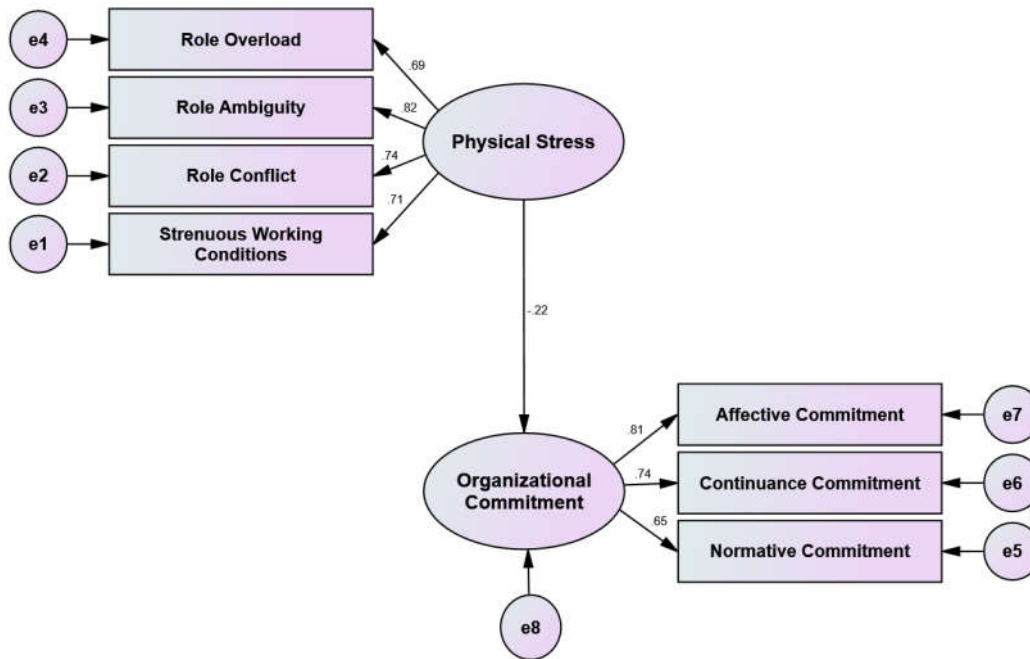 e4
Role Overload
.69
e3
Role Ambiguity
.82
Physical Stress
e2
Role Conflict
.74
e1
Strenuous Working
Conditions
.71
-.22
Organizational
Commitment
.81
Affective Commitment
e7
.74
Continuance Commitment
e6
.65
Normative Commitment
e5
e8